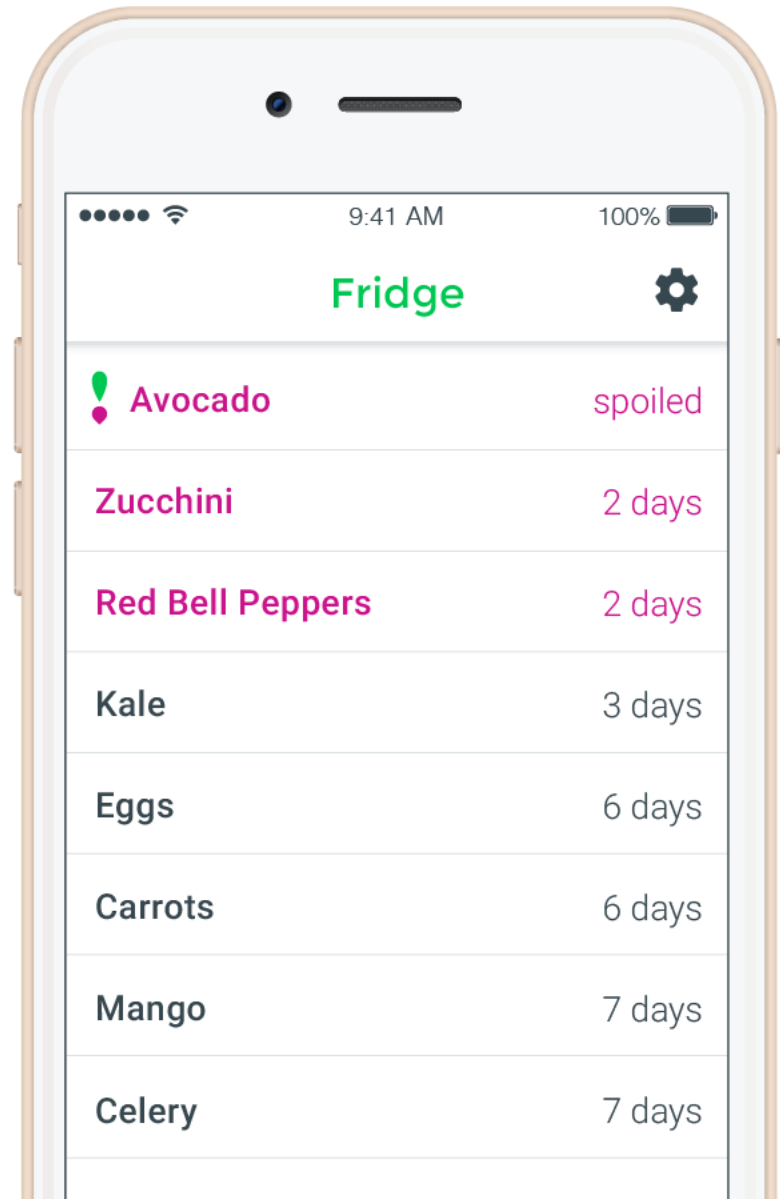 9:41 AM 100%
Fridge
Avocado spoiled
Zucchini 2 days
Red Bell Peppers 2 days
Kale 3 days
Eggs 6 days
Carrots 6 days
Mango 7 days
Celery 7 days